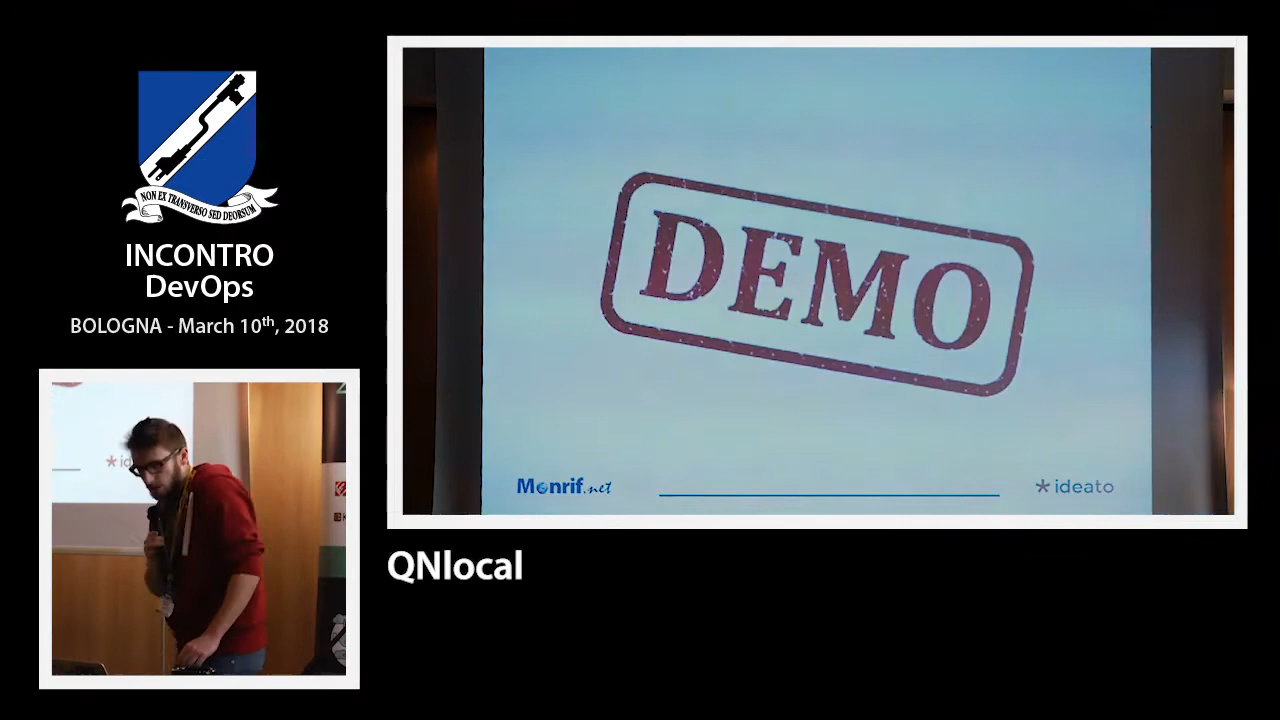 NON EX TRANSVERSO SED DEORSUM
INCONTRO
DevOps
BOLOGNA - March 10th, 2018
DEMO
Monrif.net
ideato
QNlocal